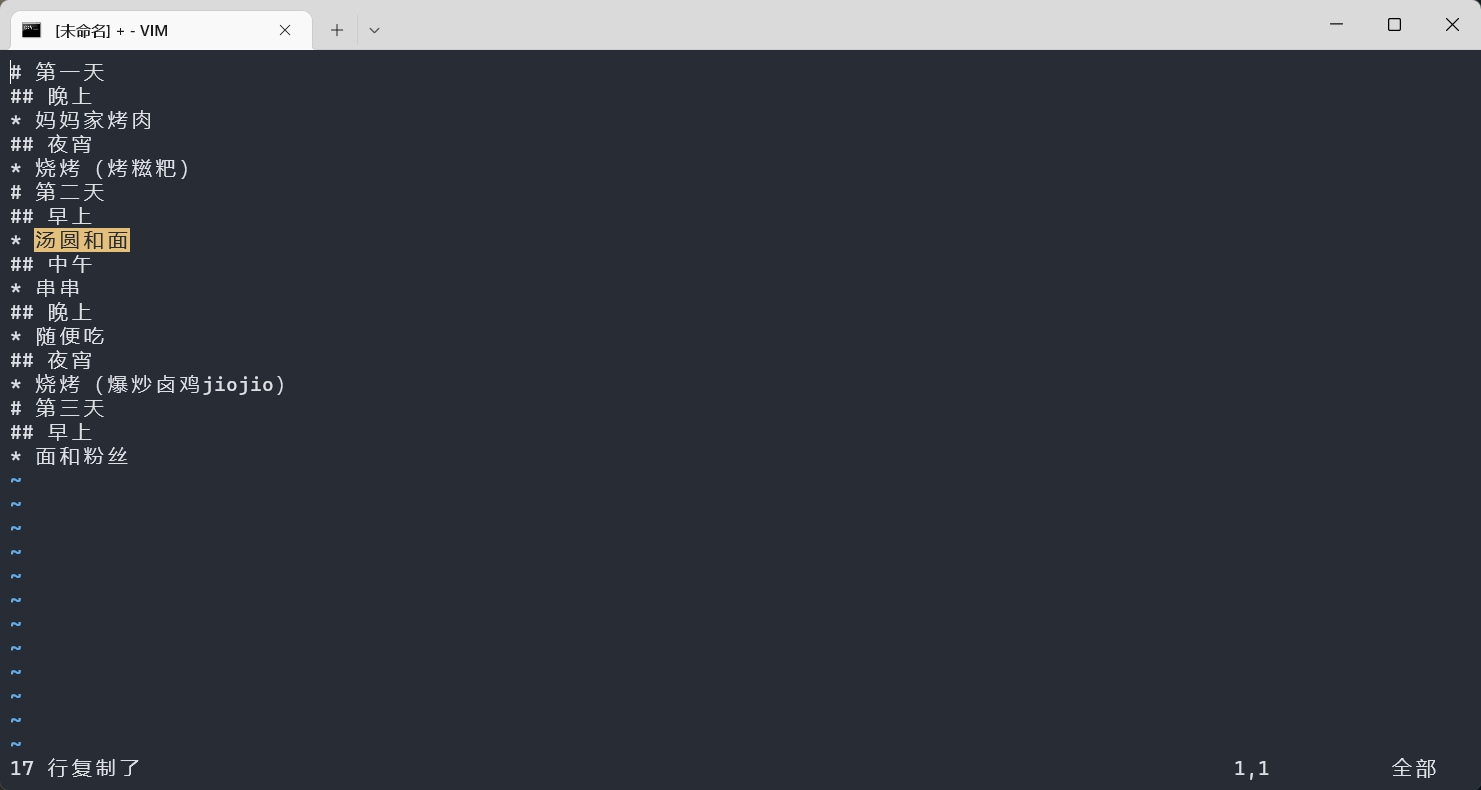 [未命名] + - VIM
# 第一天
## 晚上
* 妈妈家烤肉
## 夜宵
* 烧烤（烤糍粑）
# 第二天
## 早上
* 汤圆和面
## 中午
* 串串
## 晚上
* 随便吃
## 夜宵
* 烧烤（爆炒卤鸡jiojio）
# 第三天
## 早上
* 面和粉丝
~
~
~
~
~
~
~
~
~
~
~
~
17 行复制了 1,1 全部